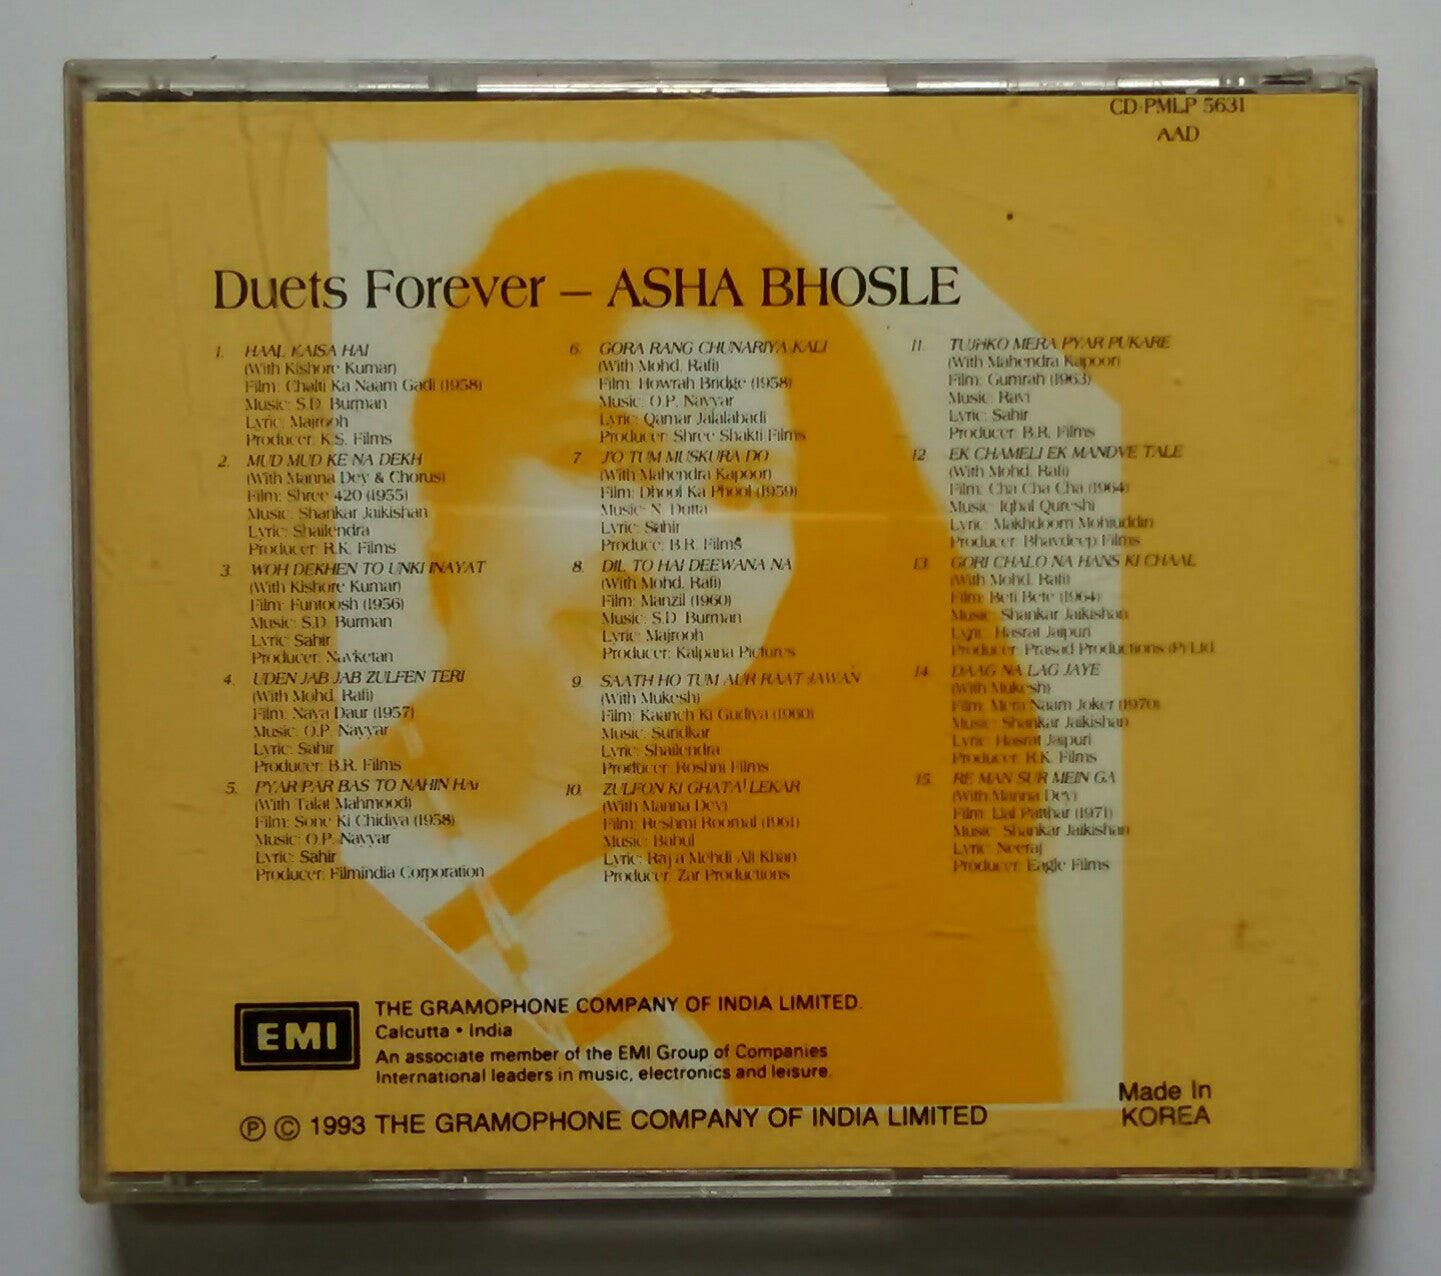 CD-PMLP 5631
AAD
Duets Forever – ASHA BHOSLE
1. HAAL KAISA HAI
(With Kishore Kumar)
Film: Chalti Ka Naam Gadi (1958)
Music: S.D. Burman
Lyric: Majrooh
Producer: K.S. Films
2. MUD MUD KE NA DEKH
(With Manna Dey & Chorus)
Film: Shree 420 (1955)
Music: Shankar Jaikishan
Lyric: Shailendra
Producer: R.K. Films
3. WOH DEKHEN TO UNKI INAYAT
(With Kishore Kumar)
Film: Funtoosh (1956)
Music: S.D. Burman
Lyric: Sahir
Producer: Navketan
4. UDEN JAB JAB ZULFEN TERI
(With Mohd. Rafi)
Film: Naya Daur (1957)
Music: O.P. Nayyar
Lyric: Sahir
Producer: B.R. Films
5. PYAR PAR BAS TO NAHIN HAI
(With Talat Mahmood)
Film: Sone Ki Chidiya (1958)
Music: O.P. Nayyar
Lyric: Sahir
Producer: Filmindia Corporation
6. GORA RANG CHUNARIYA KALI
(With Mohd. Rafi)
Film: Howrah Bridge (1958)
Music: O.P. Nayyar
Lyric: Qamar Jalalabadi
Producer: Shree Shakti Films
7. JO TUM MUSKURA DO
(With Mahendra Kapoor)
Film: Dhool Ka Phool (1959)
Music: N. Dutta
Lyric: Sahir
Produce: B.R. Films
8. DIL TO HAI DEEWANA NA
(With Mohd. Rafi)
Film: Manzil (1960)
Music: S.D. Burman
Lyric: Majrooh
Producer: Kalpana Pictures
9. SAATH HO TUM AUR RAAT JAWAN
(With Mukesh)
Film: Kaanch Ki Gudiya (1960)
Music: Suridkar
Lyric: Shailendra
Producer: Roshni Films
10. ZULFON KI GHATA LEKAR
(With Manna Dey)
Film: Reshmi Roomal (1961)
Music: Babul
Lyric: Raja Mehdi Ali Khan
Producer: Zar Productions
11. TUJHKO MERA PYAR PUKARE
(With Mahendra Kapoor)
Film: Gumrah (1963)
Music: Ravi
Lyric: Sahir
Producer: B.R. Films
12. EK CHAMELI EK MANDVE TALE
(With Mohd. Rafi)
Film: Cha Cha Cha (1964)
Music: Iqbal Qureshi
Lyric: Makhdoom Mohiuddin
Producer: Bhavdeep Films
13. GORI CHALO NA HANS KI CHAAL
(With Mohd. Rafi)
Film: Beti Bete (1964)
Music: Shankar Jaikishan
Lyric: Hasrat Jaipuri
Producer: Prasad Productions (P) Ltd.
14. DAAG NA LAG JAYE
(With Mukesh)
Film: Mera Naam Joker (1970)
Music: Shankar Jaikishan
Lyric: Hasrat Jaipuri
Producer: R.K. Films
15. RE MAN SUR MEIN GA
(With Manna Dey)
Film: Lal Patthar (1971)
Music: Shankar Jaikishan
Lyric: Neeraj
Producer: Eagle Films
EMI
THE GRAMOPHONE COMPANY OF INDIA LIMITED.
Calcutta • India
An associate member of the EMI Group of Companies
International leaders in music, electronics and leisure.
Ⓟ © 1993 THE GRAMOPHONE COMPANY OF INDIA LIMITED
Made In
KOREA